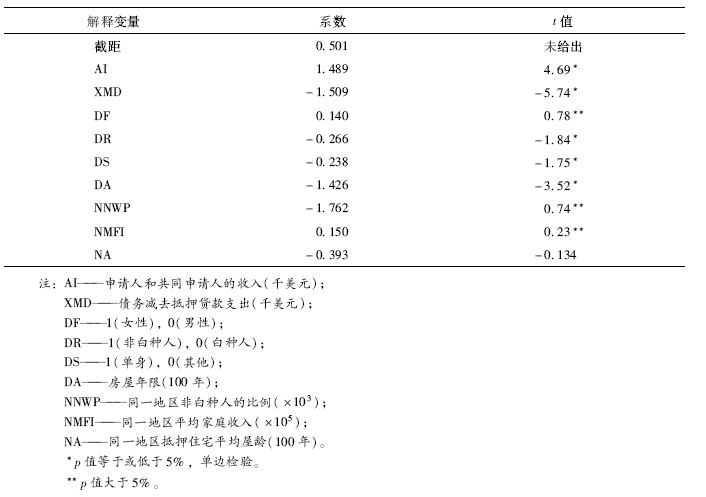 解释变量 系数 t 值
截距 0.501 未给出
AI 1.489 4.69*
XMD -1.509 -5.74*
DF 0.140 0.78**
DR -0.266 -1.84*
DS -0.238 -1.75*
DA -1.426 -3.52*
NNWP -1.762 0.74**
NMFI 0.150 0.23**
NA -0.393 -0.134
注：AI——申请人和共同申请人的收入(千美元)；
XMD——债务减去抵押贷款支出(千美元)；
DF——1(女性)，0(男性)；
DR——1(非白种人)，0(白种人)；
DS——1(单身)，0(其他)；
DA——房屋年限(100年)；
NNWP——同一地区非白种人的比例(×10³)；
NMFI——同一地区平均家庭收入(×10⁵)；
NA——同一地区抵押住宅平均屋龄(100年)。
*p 值等于或低于5%，单边检验。
**p 值大于5%。